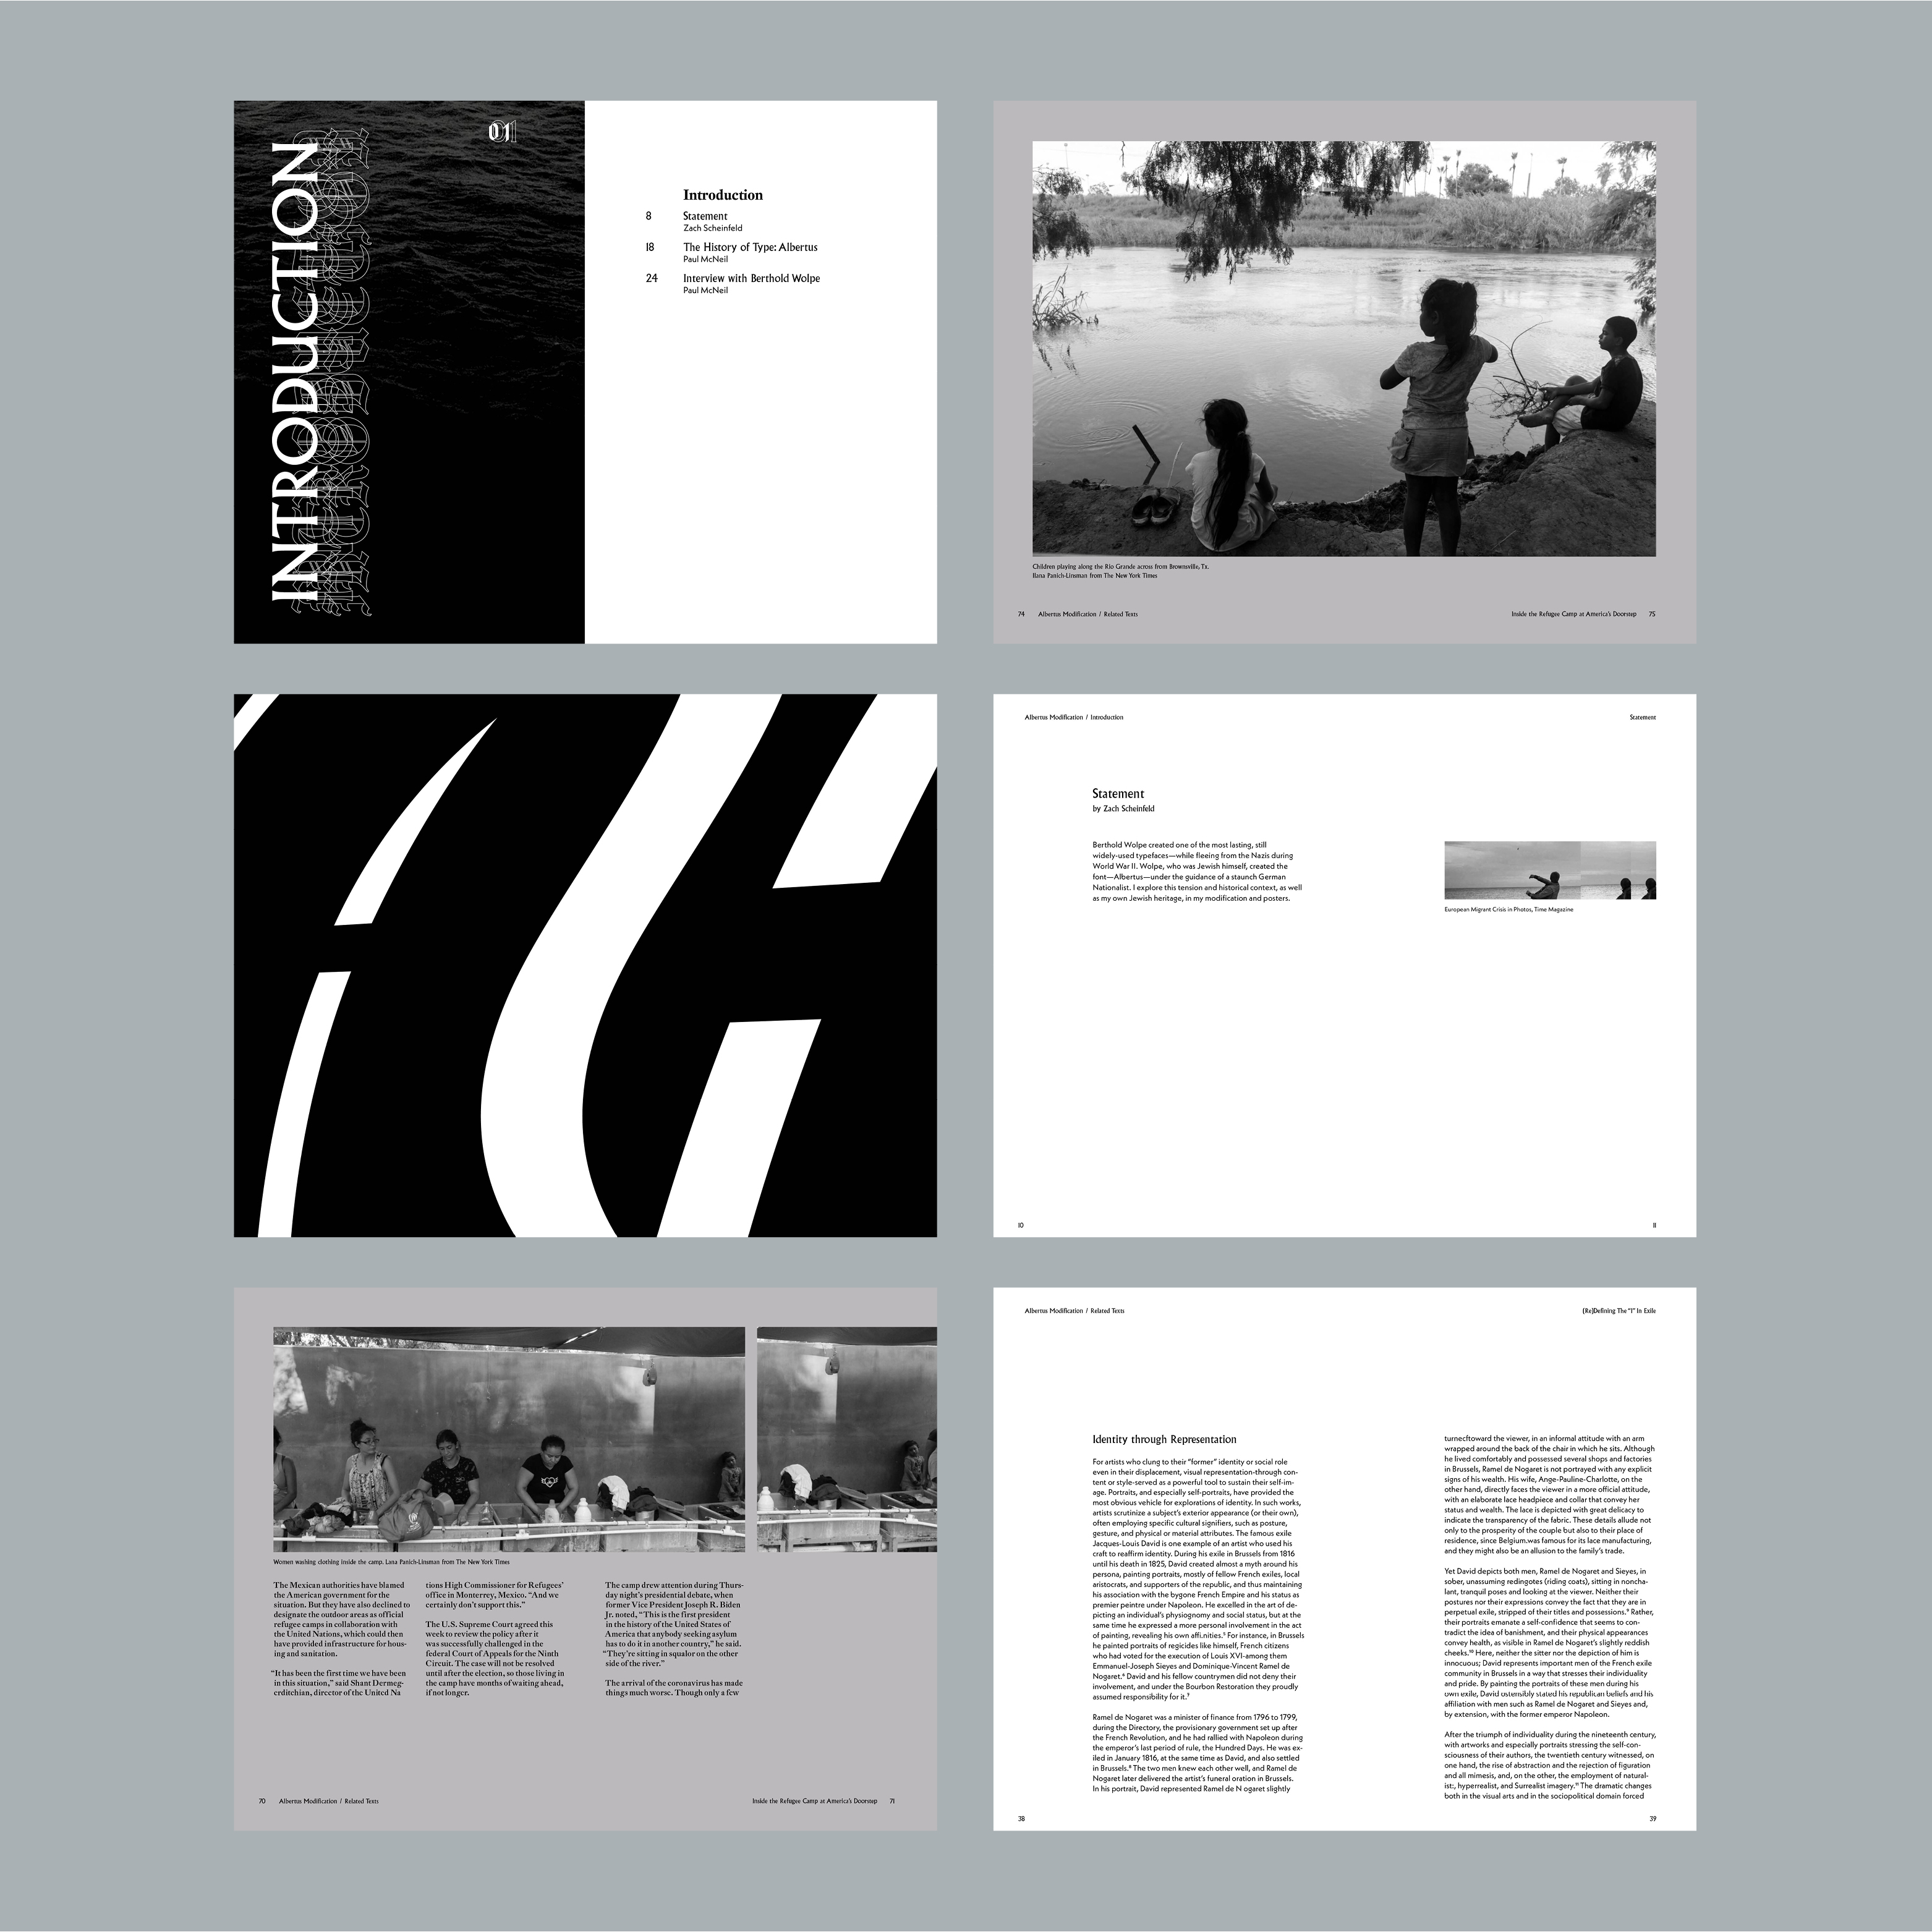 INTRODUCTION
01
Introduction
8 Statement
Zach Scheinfeld
18 The History of Type: Albertus
Paul McNeil
24 Interview with Berthold Wolpe
Paul McNeil
Children playing along the Rio Grande across from Brownsville, Tx.
Ilana Panich-Linsman from The New York Times
74 Albertus Modification / Related Texts
Inside the Refugee Camp at America's Doorstep 75
Albertus Modification / Introduction
Statement
Statement
by Zach Scheinfeld
Berthold Wolpe created one of the most lasting, still
widely-used typefaces—while fleeing from the Nazis during
World War II. Wolpe, who was Jewish himself, created the
font—Albertus—under the guidance of a staunch German
Nationalist. I explore this tension and historical context, as well
as my own Jewish heritage, in my modification and posters.
European Migrant Crisis in Photos, Time Magazine
10
11
Women washing clothing inside the camp. Lana Panich-Linsman from The New York Times
The Mexican authorities have blamed
the American government for the
situation. But they have also declined to
designate the outdoor areas as official
refugee camps in collaboration with
the United Nations, which could then
have provided infrastructure for hous-
ing and sanitation.
"It has been the first time we have been
in this situation," said Shant Dermeg-
erditchian, director of the United Na
tions High Commissioner for Refugees'
office in Monterrey, Mexico. "And we
certainly don't support this."
The U.S. Supreme Court agreed this
week to review the policy after it
was successfully challenged in the
federal Court of Appeals for the Ninth
Circuit. The case will not be resolved
until after the election, so those living in
the camp have months of waiting ahead,
if not longer.
The camp drew attention during Thurs-
day night's presidential debate, when
former Vice President Joseph R. Biden
Jr. noted, "This is the first president
in the history of the United States of
America that anybody seeking asylum
has to do it in another country," he said.
"They're sitting in squalor on the other
side of the river."
The arrival of the coronavirus has made
things much worse. Though only a few
70 Albertus Modification / Related Texts
Inside the Refugee Camp at America's Doorstep 71
Albertus Modification / Related Texts
(Re)Defining The "I" In Exile
Identity through Representation
For artists who clung to their "former" identity or social role
even in their displacement, visual representation-through con-
tent or style-served as a powerful tool to sustain their self-im-
age. Portraits, and especially self-portraits, have provided the
most obvious vehicle for explorations of identity. In such works,
artists scrutinize a subject's exterior appearance (or their own),
often employing specific cultural signifiers, such as posture,
gesture, and physical or material attributes. The famous exile
Jacques-Louis David is one example of an artist who used his
craft to reaffirm identity. During his exile in Brussels from 1816
until his death in 1825, David created almost a myth around his
persona, painting portraits, mostly of fellow French exiles, local
aristocrats, and supporters of the republic, and thus maintaining
his association with the bygone French Empire and his status as
premier peintre under Napoleon. He excelled in the art of de-
picting an individual's physiognomy and social status, but at the
same time he expressed a more personal involvement in the act
of painting, revealing his own affi.nities.⁵ For instance, in Brussels
he painted portraits of regicides like himself, French citizens
who had voted for the execution of Louis XVI-among them
Emmanuel-Joseph Sieyes and Dominique-Vincent Ramel de
Nogaret.⁶ David and his fellow countrymen did not deny their
involvement, and under the Bourbon Restoration they proudly
assumed responsibility for it.⁷
Ramel de Nogaret was a minister of finance from 1796 to 1799,
during the Directory, the provisionary government set up after
the French Revolution, and he had rallied with Napoleon during
the emperor's last period of rule, the Hundred Days. He was ex-
iled in January 1816, at the same time as David, and also settled
in Brussels.⁸ The two men knew each other well, and Ramel de
Nogaret later delivered the artist's funeral oration in Brussels.
In his portrait, David represented Ramel de N ogaret slightly
turnecftoward the viewer, in an informal attitude with an arm
wrapped around the back of the chair in which he sits. Although
he lived comfortably and possessed several shops and factories
in Brussels, Ramel de Nogaret is not portrayed with any explicit
signs of his wealth. His wife, Ange-Pauline-Charlotte, on the
other hand, directly faces the viewer in a more official attitude,
with an elaborate lace headpiece and collar that convey her
status and wealth. The lace is depicted with great delicacy to
indicate the transparency of the fabric. These details allude not
only to the prosperity of the couple but also to their place of
residence, since Belgium.was famous for its lace manufacturing,
and they might also be an allusion to the family's trade.
Yet David depicts both men, Ramel de Nogaret and Sieyes, in
sober, unassuming redingotes (riding coats), sitting in noncha-
lant, tranquil poses and looking at the viewer. Neither their
postures nor their expressions convey the fact that they are in
perpetual exile, stripped of their titles and possessions.⁹ Rather,
their portraits emanate a self-confidence that seems to con-
tradict the idea of banishment, and their physical appearances
convey health, as visible in Ramel de Nogaret's slightly reddish
cheeks.¹⁰ Here, neither the sitter nor the depiction of him is
innocuous; David represents important men of the French exile
community in Brussels in a way that stresses their individuality
and pride. By painting the portraits of these men during his
own exile, David ostensibly stated his republican beliefs and his
affiliation with men such as Ramel de Nogaret and Sieyes and,
by extension, with the former emperor Napoleon.
After the triumph of individuality during the nineteenth century,
with artworks and especially portraits stressing the self-con-
sciousness of their authors, the twentieth century witnessed, on
one hand, the rise of abstraction and the rejection of figuration
and all mimesis, and, on the other, the employment of natural-
ist:, hyperrealist, and Surrealist imagery.¹¹ The dramatic changes
both in the visual arts and in the sociopolitical domain forced
38
39